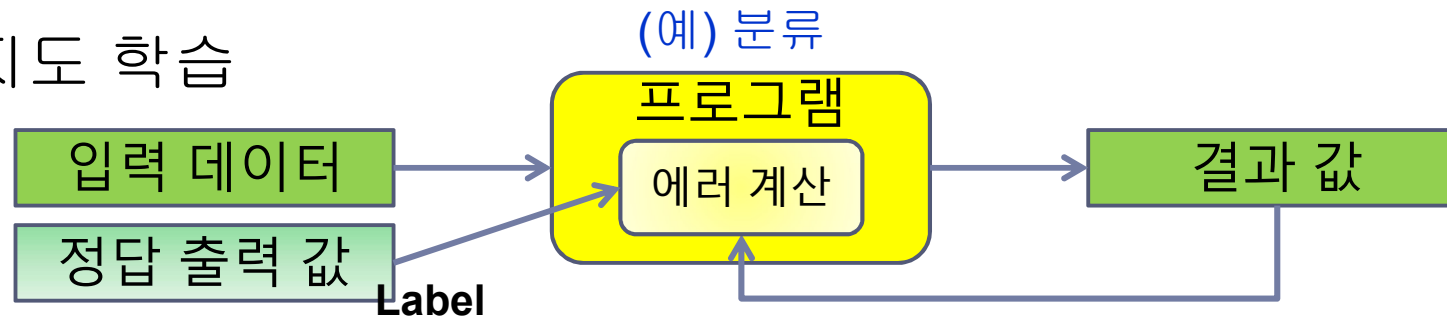 (예) 분류
지도 학습
프로그램
입력 데이터
에러 계산
결과 값
정답 출력 값
Label